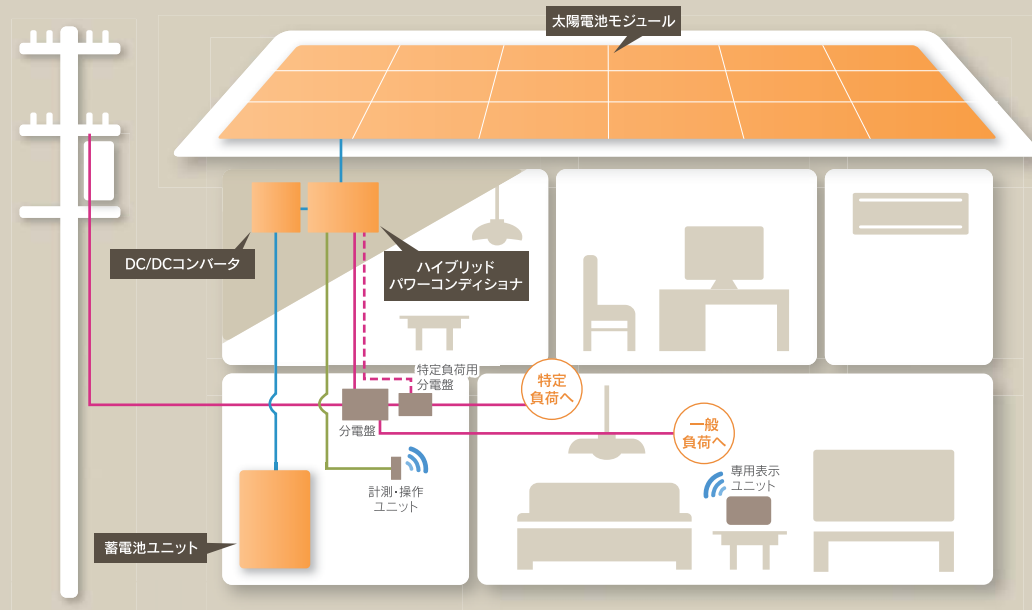 太陽電池モジュール
DC/DCコンバータ
ハイブリッド
パワーコンディショナ
特定負荷用
分電盤
特定
負荷へ
分電盤
一般
負荷へ
計測・操作
ユニット
専用表示
ユニット
蓄電池ユニット